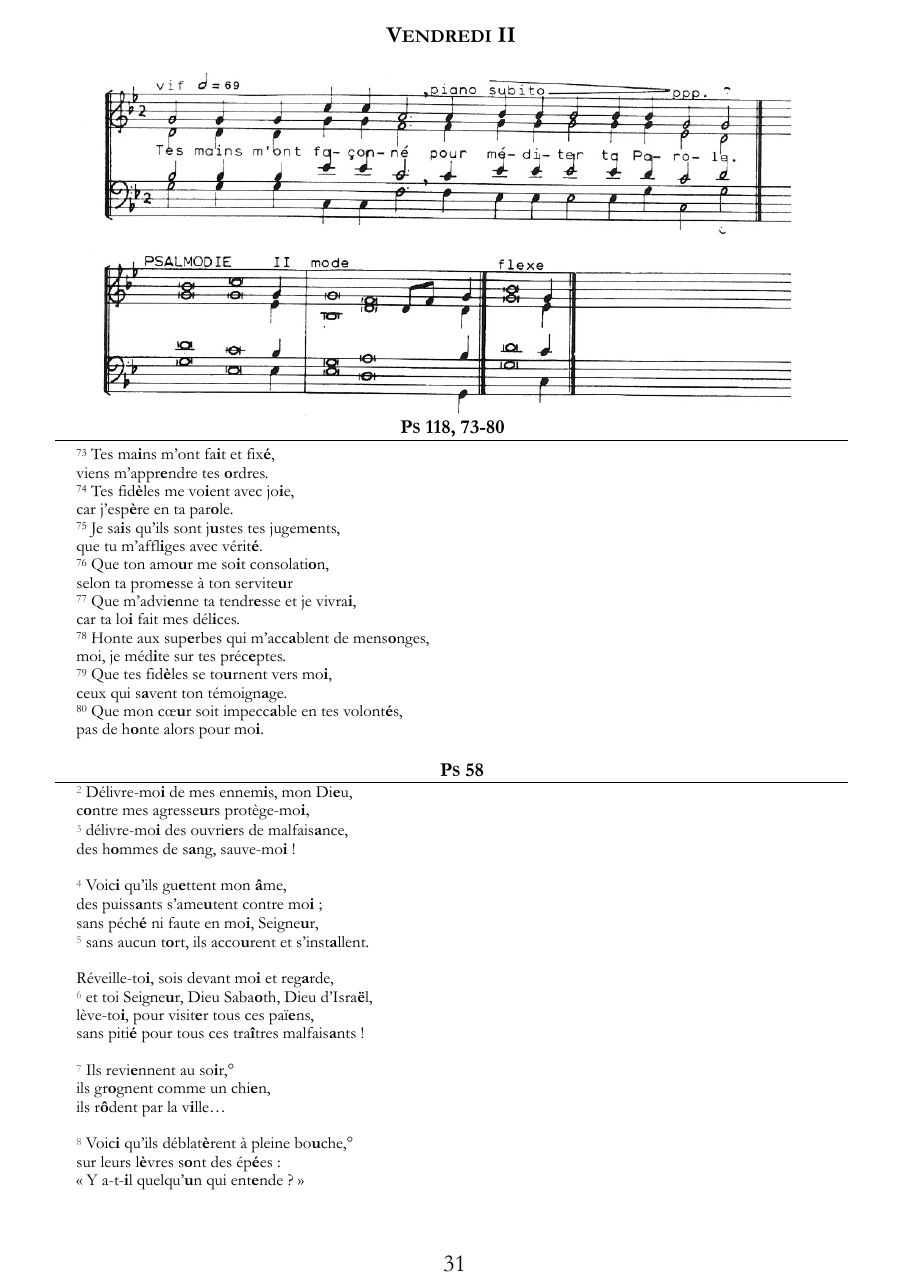 VENDREDI II
vif 𝅗𝅥 = 69 piano subito ppp.
Tes mains m'ont fa- çon- né pour mé- di- ter ta Pa- ro- le.
PSALMODIE II mode flexe
PS 118, 73-80
73 Tes mains m’ont fait et fixé,
viens m’apprendre tes ordres.
74 Tes fidèles me voient avec joie,
car j’espère en ta parole.
75 Je sais qu’ils sont justes tes jugements,
que tu m’affliges avec vérité.
76 Que ton amour me soit consolation,
selon ta promesse à ton serviteur
77 Que m’advienne ta tendresse et je vivrai,
car ta loi fait mes délices.
78 Honte aux superbes qui m’accablent de mensonges,
moi, je médite sur tes préceptes.
79 Que tes fidèles se tournent vers moi,
ceux qui savent ton témoignage.
80 Que mon cœur soit impeccable en tes volontés,
pas de honte alors pour moi.
PS 58
2 Délivre-moi de mes ennemis, mon Dieu,
contre mes agresseurs protège-moi,
3 délivre-moi des ouvriers de malfaisance,
des hommes de sang, sauve-moi !
4 Voici qu’ils guettent mon âme,
des puissants s’ameutent contre moi ;
sans péché ni faute en moi, Seigneur,
5 sans aucun tort, ils accourent et s’installent.
Réveille-toi, sois devant moi et regarde,
6 et toi Seigneur, Dieu Sabaoth, Dieu d’Israël,
lève-toi, pour visiter tous ces païens,
sans pitié pour tous ces traîtres malfaisants !
7 Ils reviennent au soir,°
ils grognent comme un chien,
ils rôdent par la ville…
8 Voici qu’ils déblatèrent à pleine bouche,°
sur leurs lèvres sont des épées :
« Y a-t-il quelqu’un qui entende ? »
31